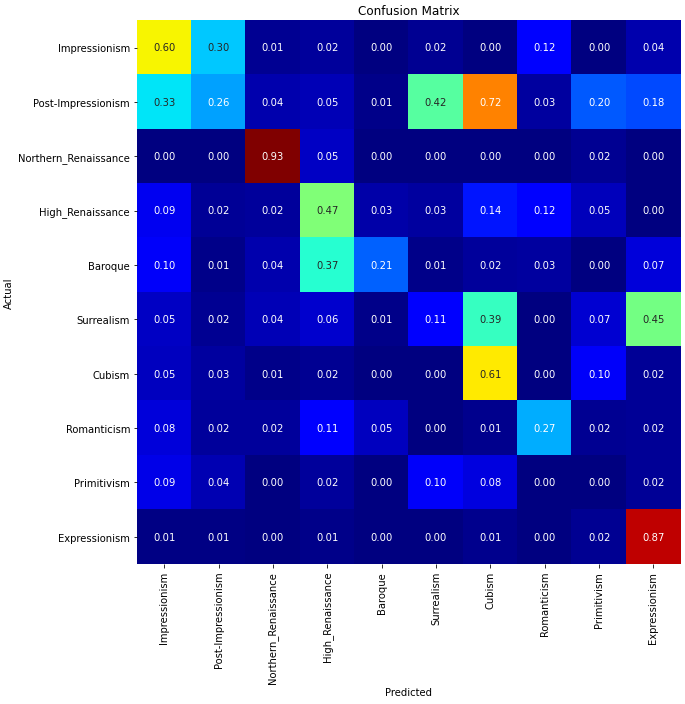 Confusion Matrix
Impressionism 0.60 0.30 0.01 0.02 0.00 0.02 0.00 0.12 0.00 0.04
Post-Impressionism 0.33 0.26 0.04 0.05 0.01 0.42 0.72 0.03 0.20 0.18
Northern_Renaissance 0.00 0.00 0.93 0.05 0.00 0.00 0.00 0.00 0.02 0.00
High_Renaissance 0.09 0.02 0.02 0.47 0.03 0.03 0.14 0.12 0.05 0.00
Baroque 0.10 0.01 0.04 0.37 0.21 0.01 0.02 0.03 0.00 0.07
Actual
Surrealism 0.05 0.02 0.04 0.06 0.01 0.11 0.39 0.00 0.07 0.45
Cubism 0.05 0.03 0.01 0.02 0.00 0.00 0.61 0.00 0.10 0.02
Romanticism 0.08 0.02 0.02 0.11 0.05 0.00 0.01 0.27 0.02 0.02
Primitivism 0.09 0.04 0.00 0.02 0.00 0.10 0.08 0.00 0.00 0.02
Expressionism 0.01 0.01 0.00 0.01 0.00 0.00 0.01 0.00 0.02 0.87
Impressionism
Post-Impressionism
Northern_Renaissance
High_Renaissance
Baroque
Surrealism
Cubism
Romanticism
Primitivism
Expressionism
Predicted